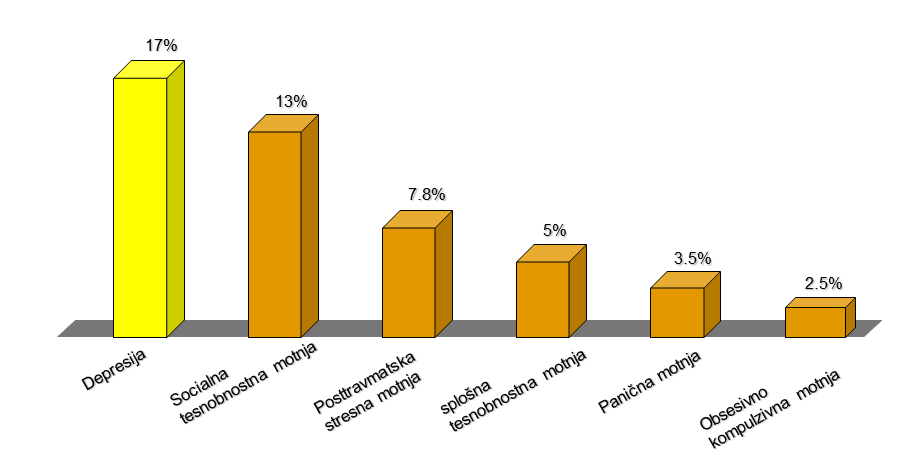 17%
13%
7.8%
5%
3.5%
2.5%
Depresija
Socialna
tesnobnostna motnja
Posttravmatska
stresna motnja
splošna
tesnobnostna motnja
Panična motnja
Obsesivno
kompulzivna motnja